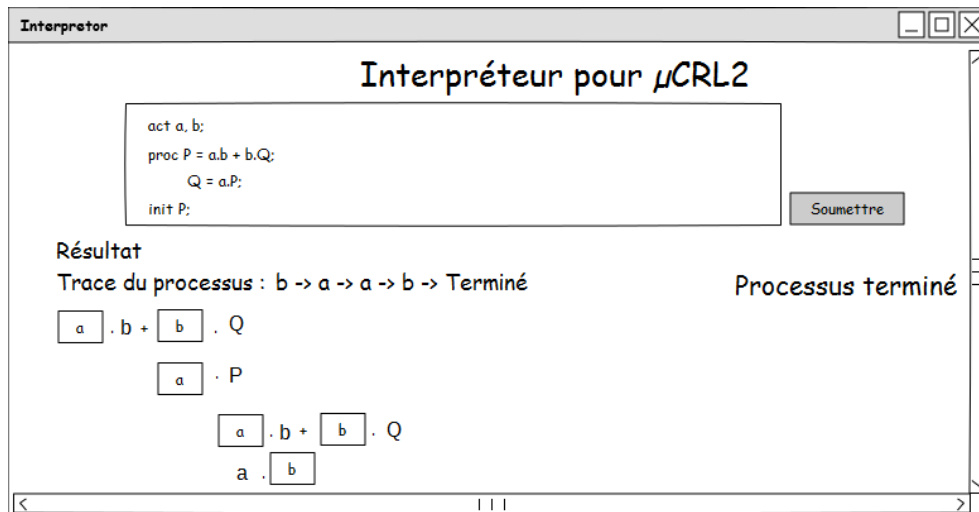 Interpretor
Interpréteur pour µCRL2
act a, b;
proc P = a.b + b.Q;
Q = a.P;
init P;
Soumettre
Résultat
Trace du processus : b -> a -> a -> b -> Terminé
Processus terminé
a . b + b . Q
a . P
a . b + b . Q
a . b